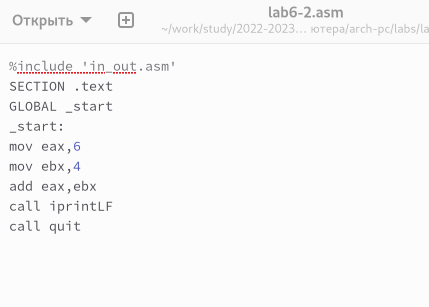 Открыть
lab6-2.asm
~/work/study/2022-2023… ютера/arch-pc/labs/la
%include 'in_out.asm'
SECTION .text
GLOBAL _start
_start:
mov eax,6
mov ebx,4
add eax,ebx
call iprintLF
call quit